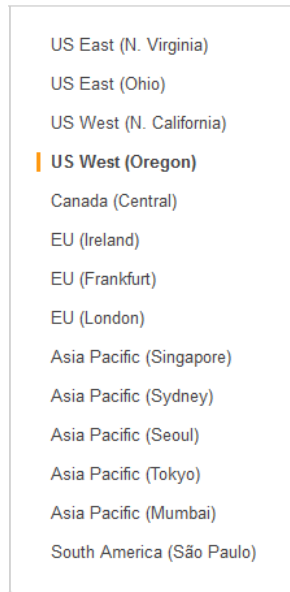 US East (N. Virginia)
US East (Ohio)
US West (N. California)
US West (Oregon)
Canada (Central)
EU (Ireland)
EU (Frankfurt)
EU (London)
Asia Pacific (Singapore)
Asia Pacific (Sydney)
Asia Pacific (Seoul)
Asia Pacific (Tokyo)
Asia Pacific (Mumbai)
South America (São Paulo)